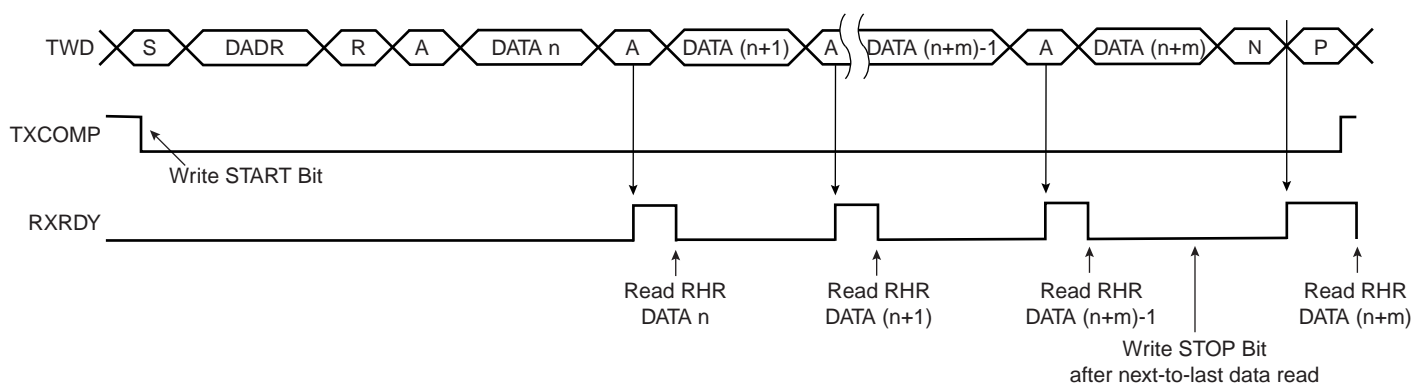 TWD S DADR R A DATA n A DATA (n+1) A DATA (n+m)-1 A DATA (n+m) N P
TXCOMP
Write START Bit
RXRDY
Read RHR
DATA n
Read RHR
DATA (n+1)
Read RHR
DATA (n+m)-1
Read RHR
DATA (n+m)
Write STOP Bit
after next-to-last data read